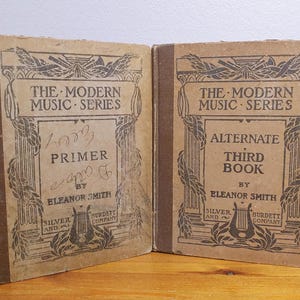 THE · MODERN
MUSIC · SERIES
PRIMER
BY
ELEANOR SMITH
SILVER BURDETT
AND COMPANY
THE · MODERN
MUSIC · SERIES
ALTERNATE
THIRD
BOOK
BY
ELEANOR SMITH
SILVER BURDETT
AND COMPANY